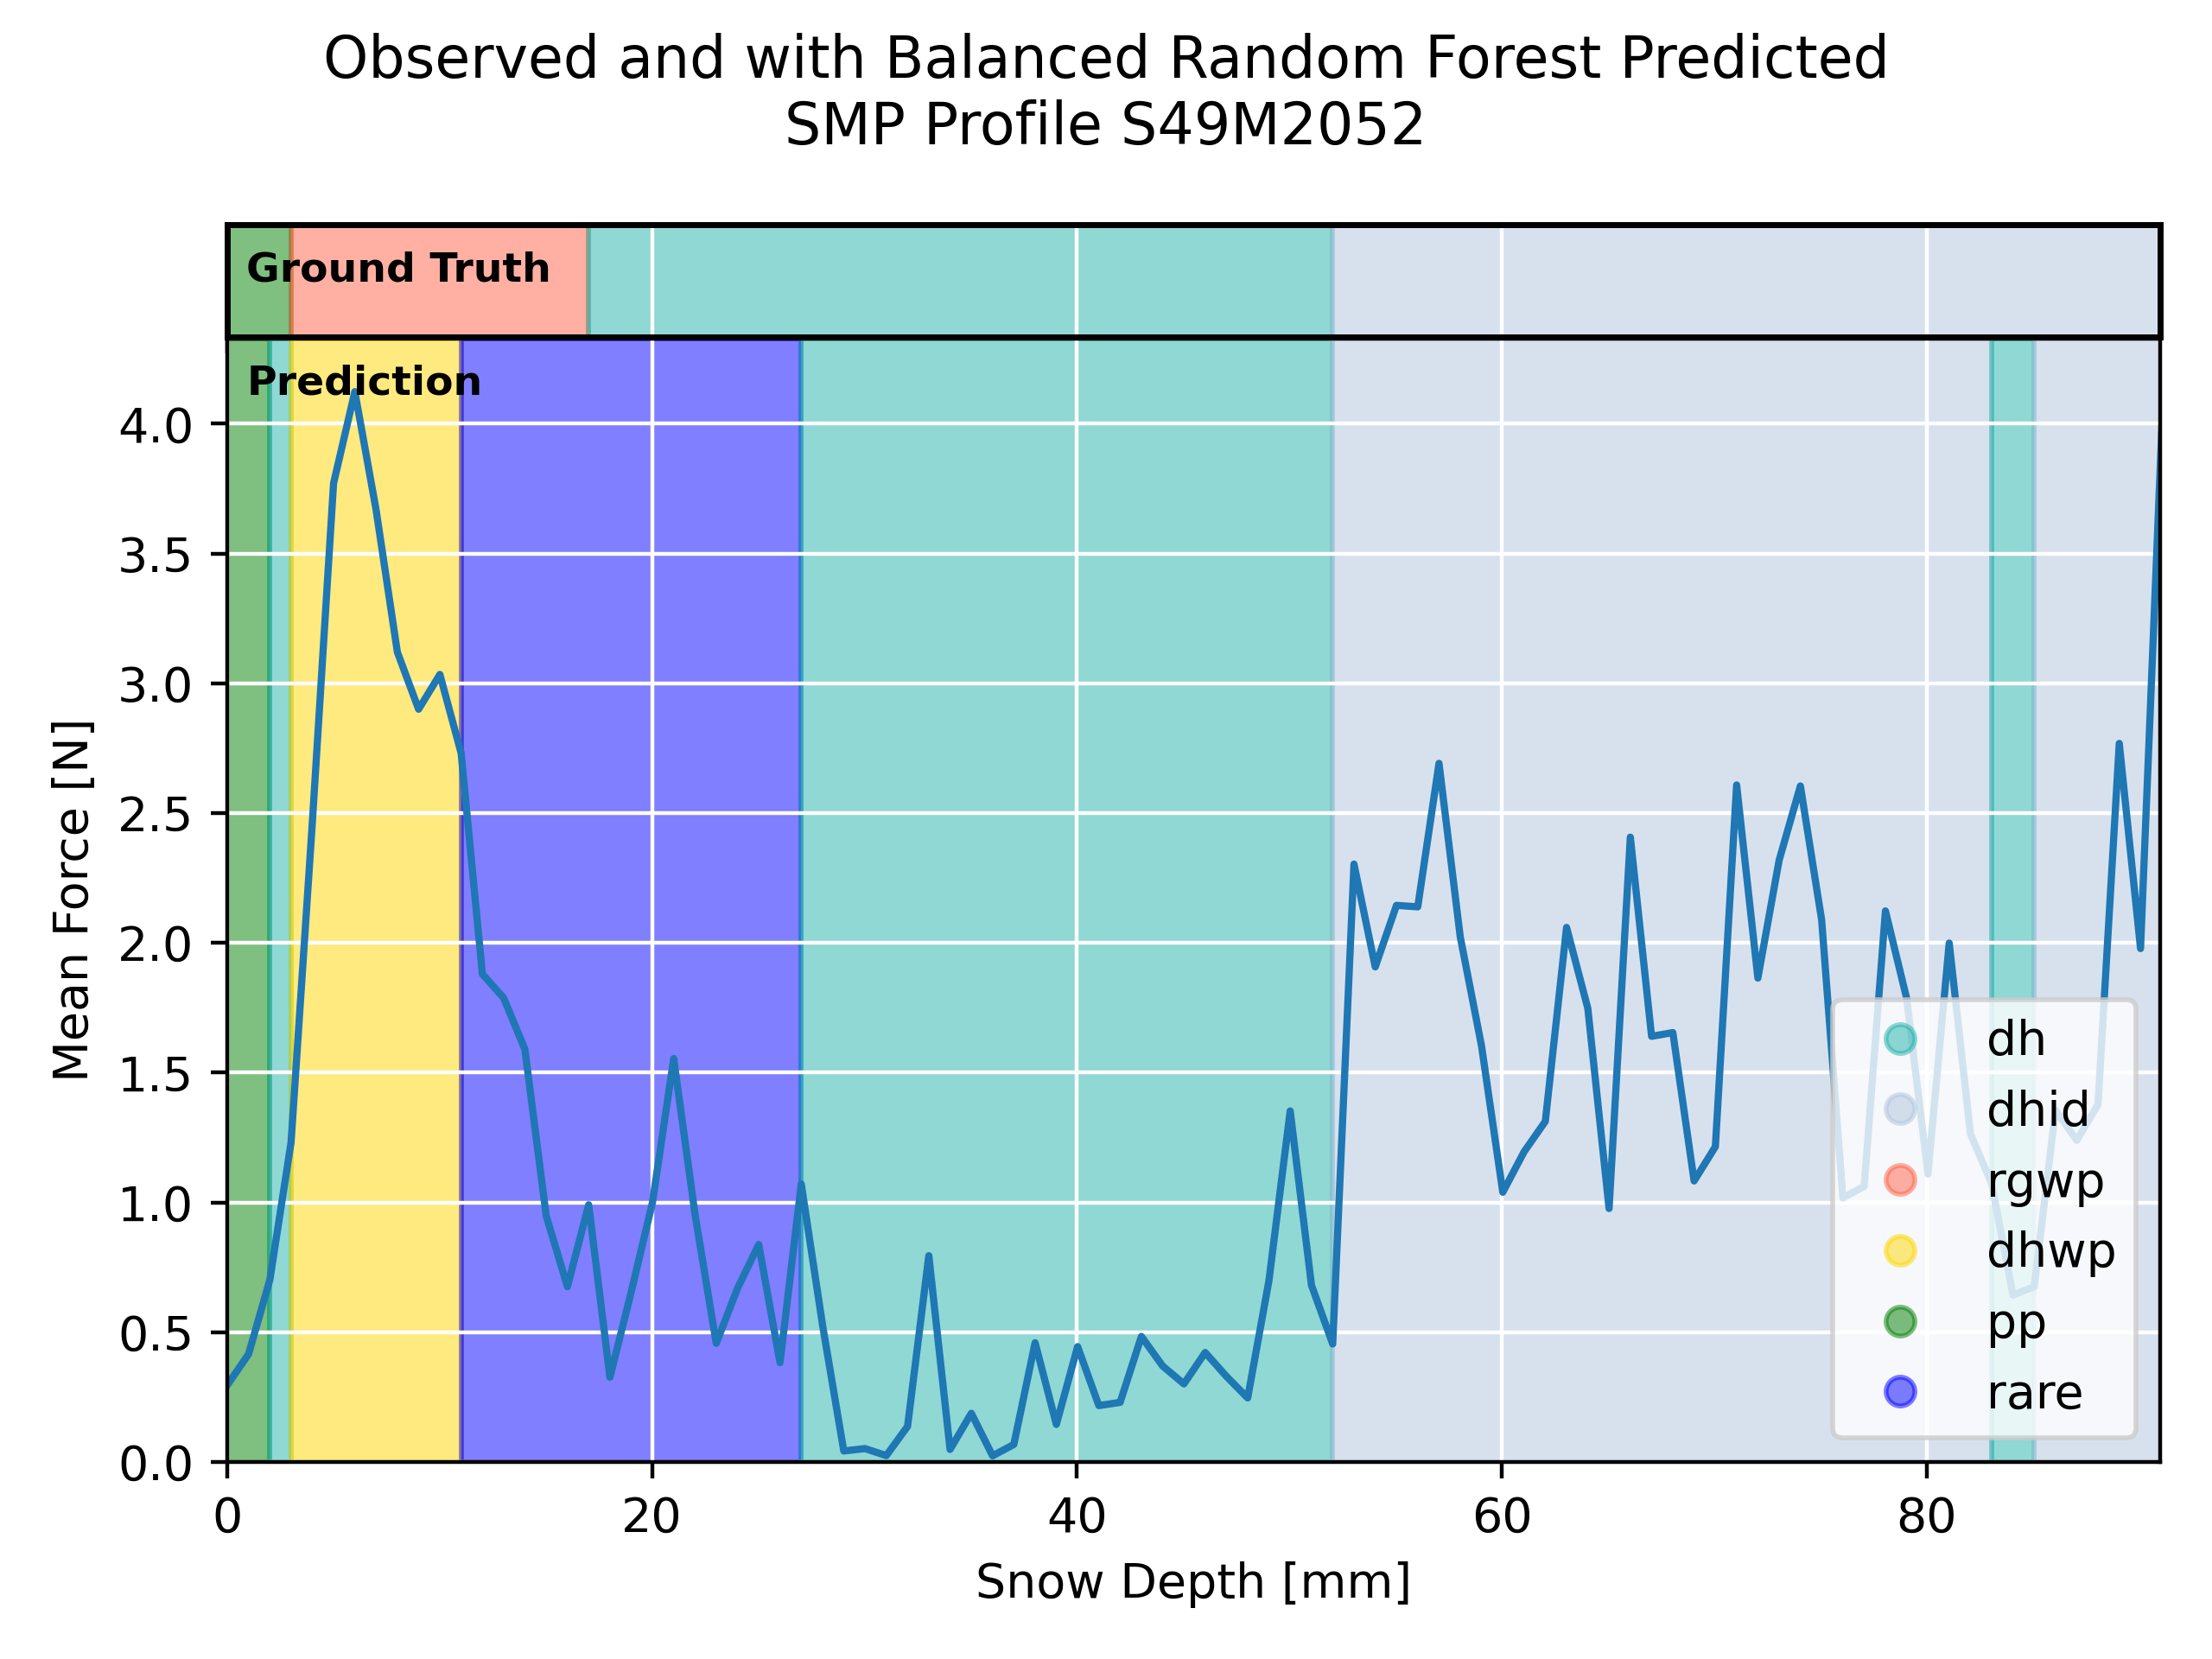 Observed and with Balanced Random Forest Predicted
SMP Profile S49M2052
Ground Truth
Prediction
4.0
3.5
3.0
2.5
2.0
1.5
1.0
0.5
0.0
Mean Force [N]
dh
dhid
rgwp
dhwp
pp
rare
0 20 40 60 80
Snow Depth [mm]